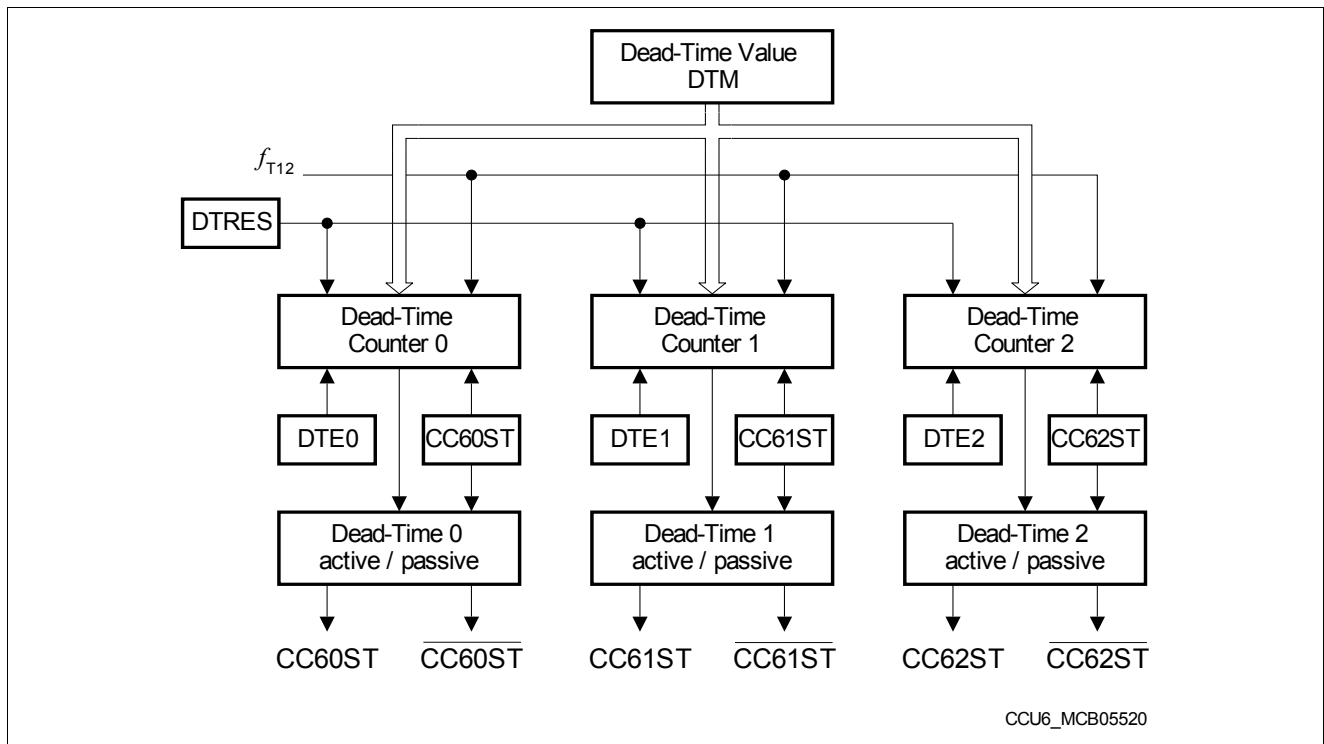 Dead-Time Value
DTM
fT12
DTRES
Dead-Time
Counter 0
Dead-Time
Counter 1
Dead-Time
Counter 2
DTE0
CC60ST
DTE1
CC61ST
DTE2
CC62ST
Dead-Time 0
active / passive
Dead-Time 1
active / passive
Dead-Time 2
active / passive
CC60ST
CC60ST
CC61ST
CC61ST
CC62ST
CC62ST
CCU6_MCB05520